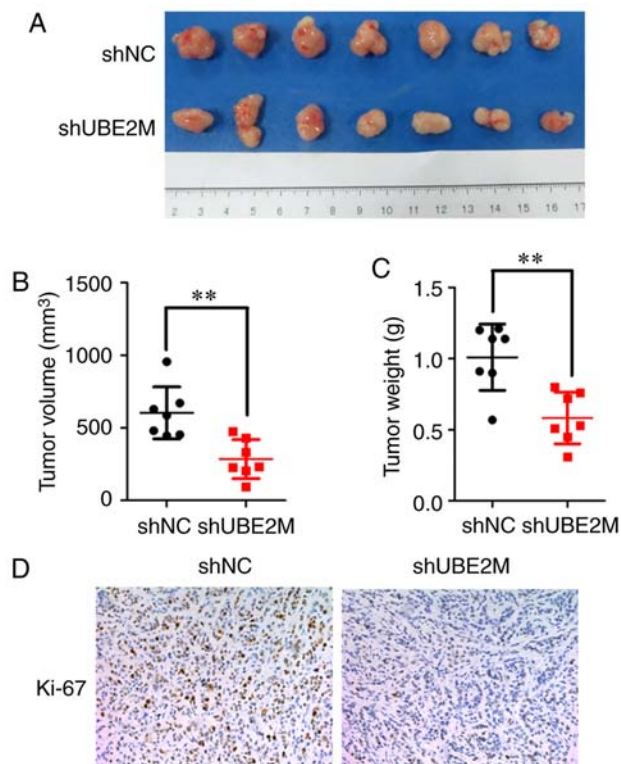 A
shNC
shUBE2M
2 3 4 5 6 7 8 9 10 11 12 13 14 15 16 17
B
Tumor volume (mm³)
1500
1000
500
0
**
shNC shUBE2M
C
Tumor weight (g)
1.5
1.0
0.5
0.0
**
shNC shUBE2M
D
shNC shUBE2M
Ki-67